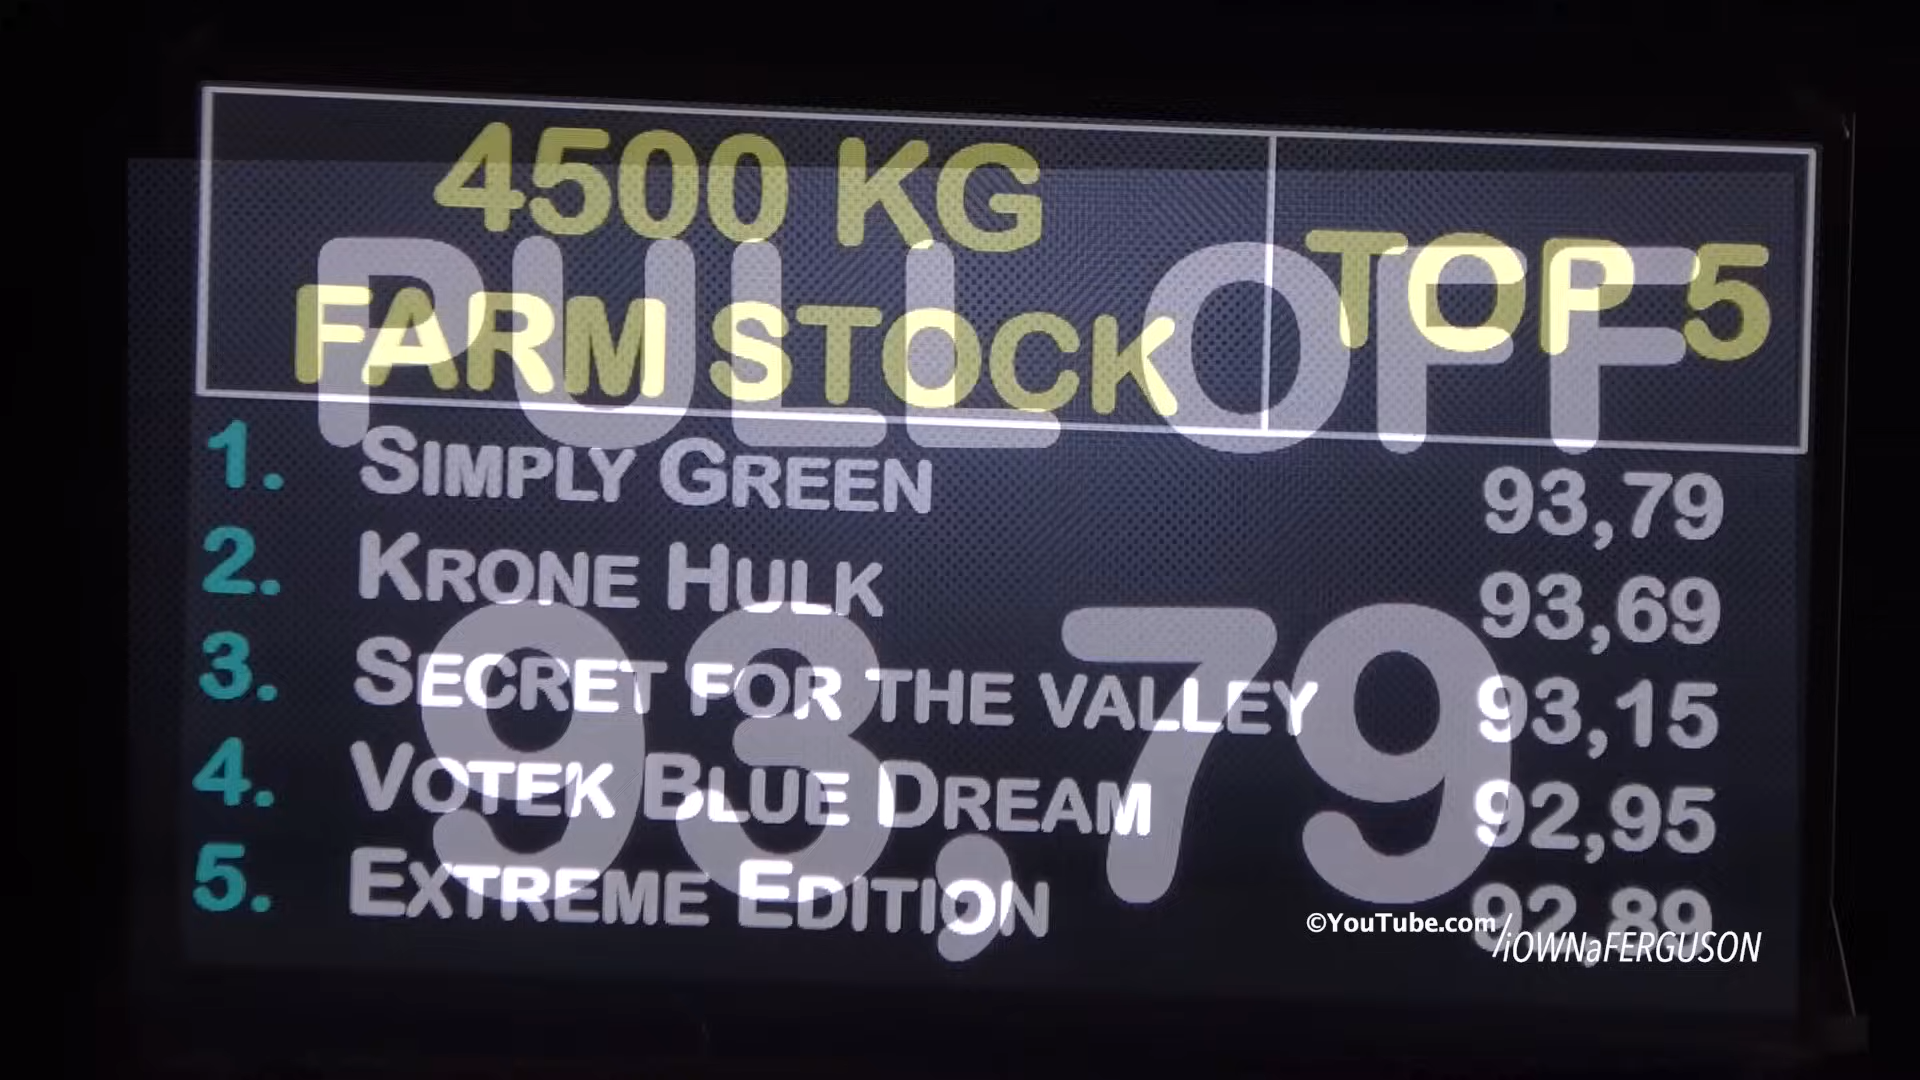 4500 KG
FARM STOCK
TOP 5
PULL OFF
93,79
1. SIMPLY GREEN 93,79
2. KRONE HULK 93,69
3. SECRET FOR THE VALLEY 93,15
4. VOTEK BLUE DREAM 92,95
5. EXTREME EDITION 92,89
©YouTube.com/iOWNaFERGUSON